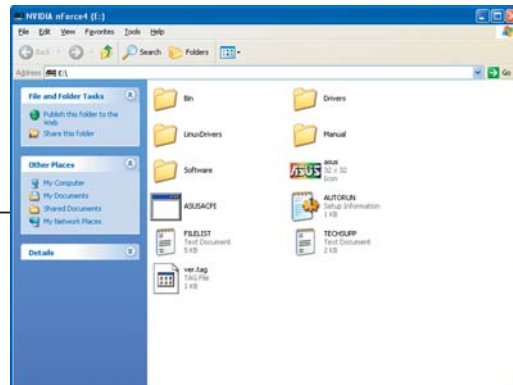 NVIDIA nForce4 (E:)
File Edit View Favorites Tools Help
Back Search Folders
Address E:\ Go
File and Folder Tasks
Publish this folder to the Web
Share this folder
Other Places
My Computer
My Documents
Shared Documents
My Network Places
Details
Bin
Drivers
LinuxDrivers
Manual
Software
ASUS
asus
32 x 32
Icon
ASUSACPI
AUTORUN
Setup Information
1 KB
FILELIST
Text Document
5 KB
TECHSUPP
Text Document
2 KB
ver.tag
TAG File
1 KB